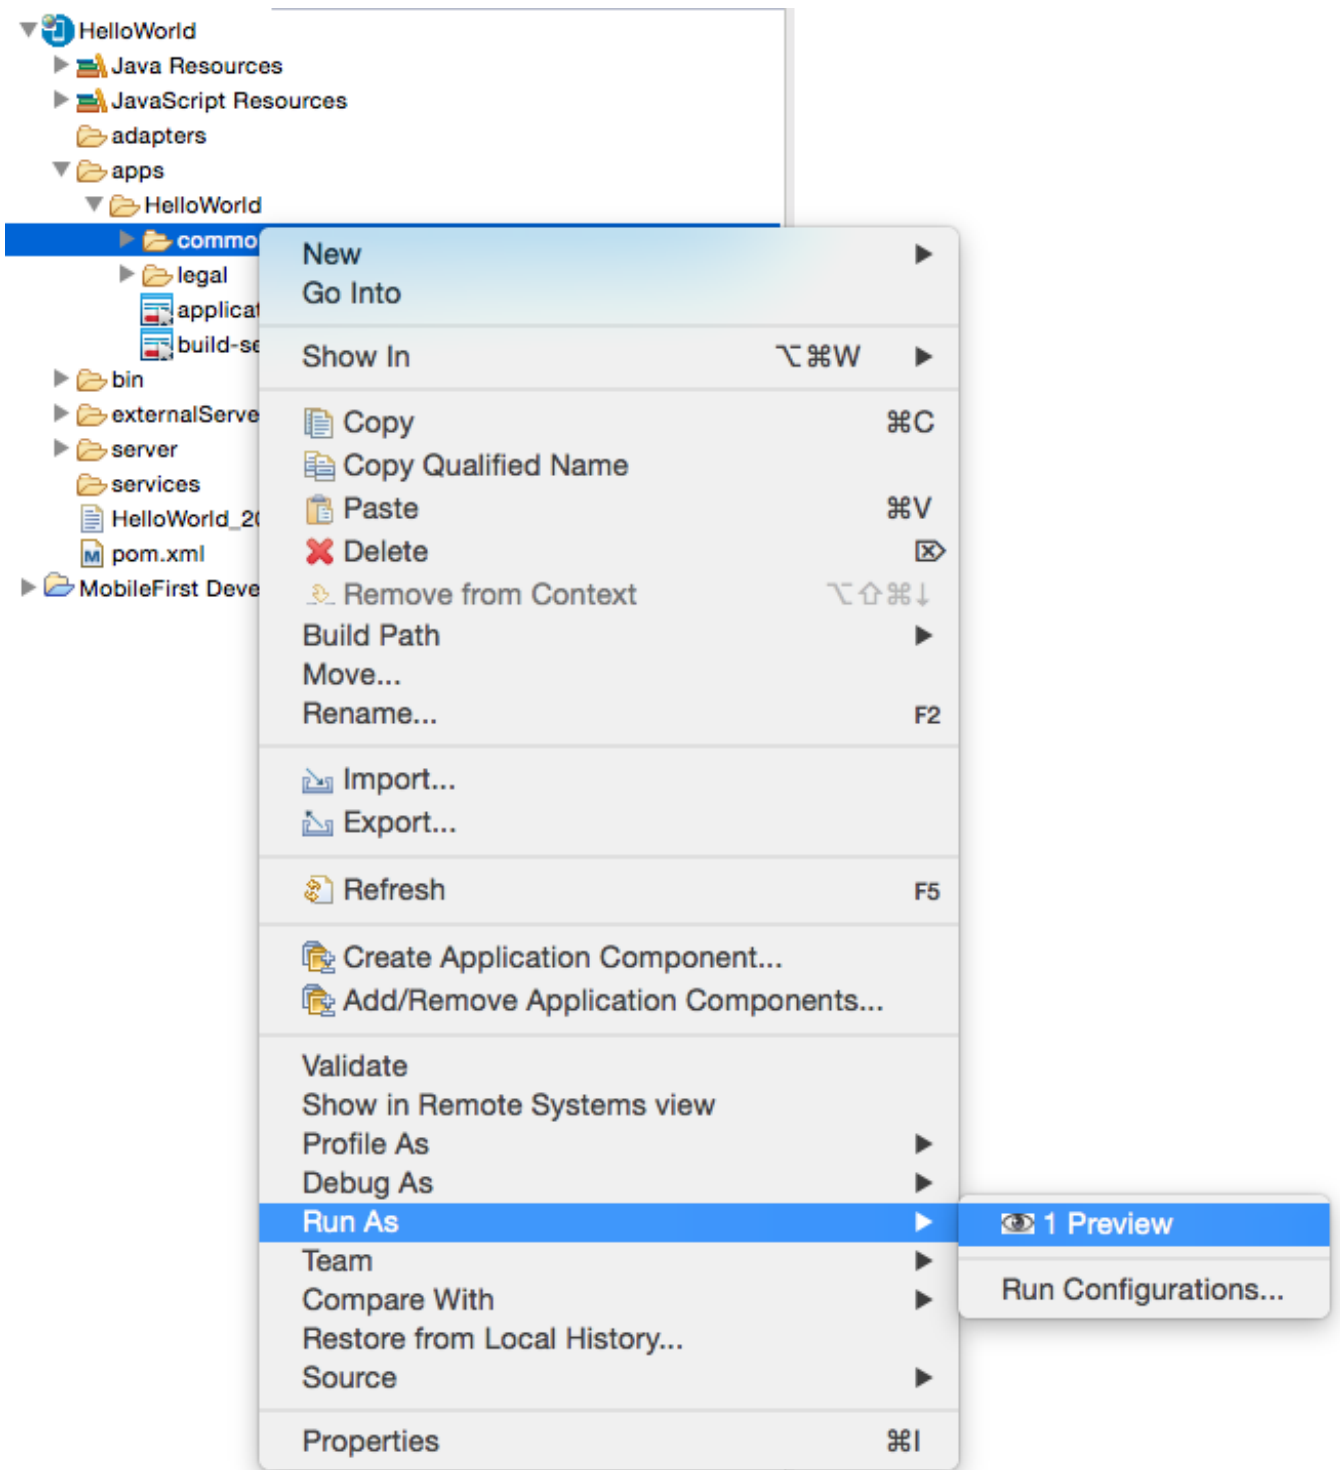 HelloWorld
Java Resources
JavaScript Resources
adapters
apps
HelloWorld
commo
legal
applicat
build-se
bin
externalServe
server
services
HelloWorld_20
pom.xml
MobileFirst Deve
New
Go Into
Show In ⌥⌘W
Copy ⌘C
Copy Qualified Name
Paste ⌘V
Delete ⌦
Remove from Context ⌥⇧⌘↓
Build Path
Move...
Rename... F2
Import...
Export...
Refresh F5
Create Application Component...
Add/Remove Application Components...
Validate
Show in Remote Systems view
Profile As
Debug As
Run As
Team
Compare With
Restore from Local History...
Source
Properties ⌘I
1 Preview
Run Configurations...